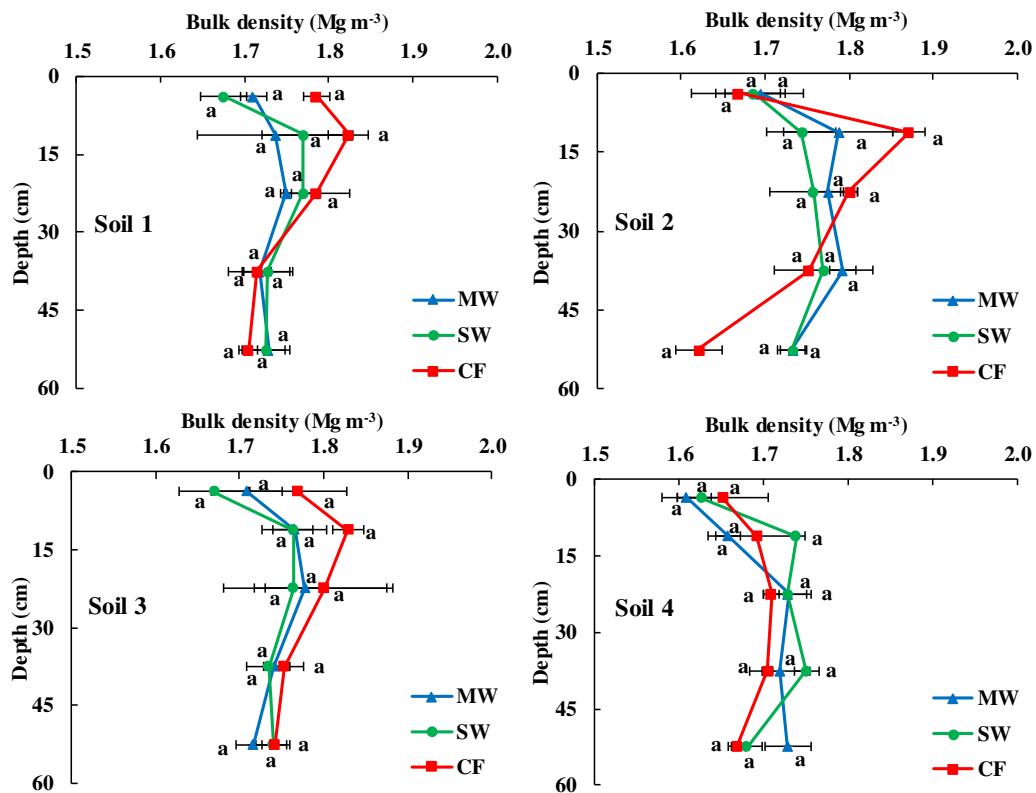 Bulk density (Mg m-3)
1.5 1.6 1.7 1.8 1.9 2.0
0
15
30
45
60
Depth (cm)
a a
a
a a
a
a a
a
a
a a
a
a a
Soil 1
MW
SW
CF
Bulk density (Mg m-3)
1.5 1.6 1.7 1.8 1.9 2.0
0
15
30
45
60
Depth (cm)
a a
a
a a
a
a
a a
a a
a
a a a
Soil 2
MW
SW
CF
Bulk density (Mg m-3)
1.5 1.6 1.7 1.8 1.9 2.0
0
15
30
45
60
Depth (cm)
a
a a
a a
a
a
a a
a
a a
a a
a
Soil 3
MW
SW
CF
Bulk density (Mg m-3)
1.5 1.6 1.7 1.8 1.9 2.0
0
15
30
45
60
Depth (cm)
a a
a
a
a a
a
a a
a
a a
a
a a
Soil 4
MW
SW
CF